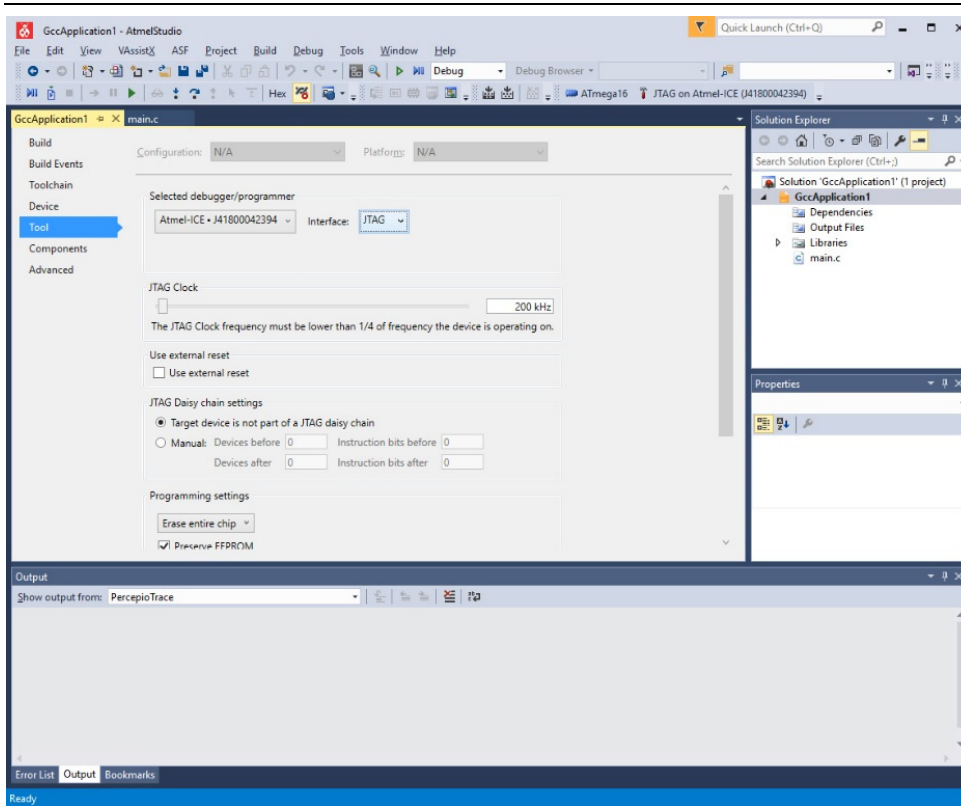 GccApplication1 - AtmelStudio
Quick Launch (Ctrl+Q)
File Edit View VAssistX ASF Project Build Debug Tools Window Help
Debug Debug Browser
Hex ATmega16 JTAG on Atmel-ICE (J41800042394)
GccApplication1 main.c
Build
Build Events
Toolchain
Device
Tool
Components
Advanced
Configuration: N/A Platform: N/A
Selected debugger/programmer
Atmel-ICE • J41800042394 Interface: JTAG
JTAG Clock
200 kHz
The JTAG Clock frequency must be lower than 1/4 of frequency the device is operating on.
Use external reset
Use external reset
JTAG Daisy chain settings
Target device is not part of a JTAG daisy chain
Manual: Devices before 0 Instruction bits before 0
Devices after 0 Instruction bits after 0
Programming settings
Erase entire chip
Preserve EEPROM
Solution Explorer
Search Solution Explorer (Ctrl+;)
Solution 'GccApplication1' (1 project)
GccApplication1
Dependencies
Output Files
Libraries
main.c
Properties
Output
Show output from: PercepioTrace
Error List Output Bookmarks
Ready